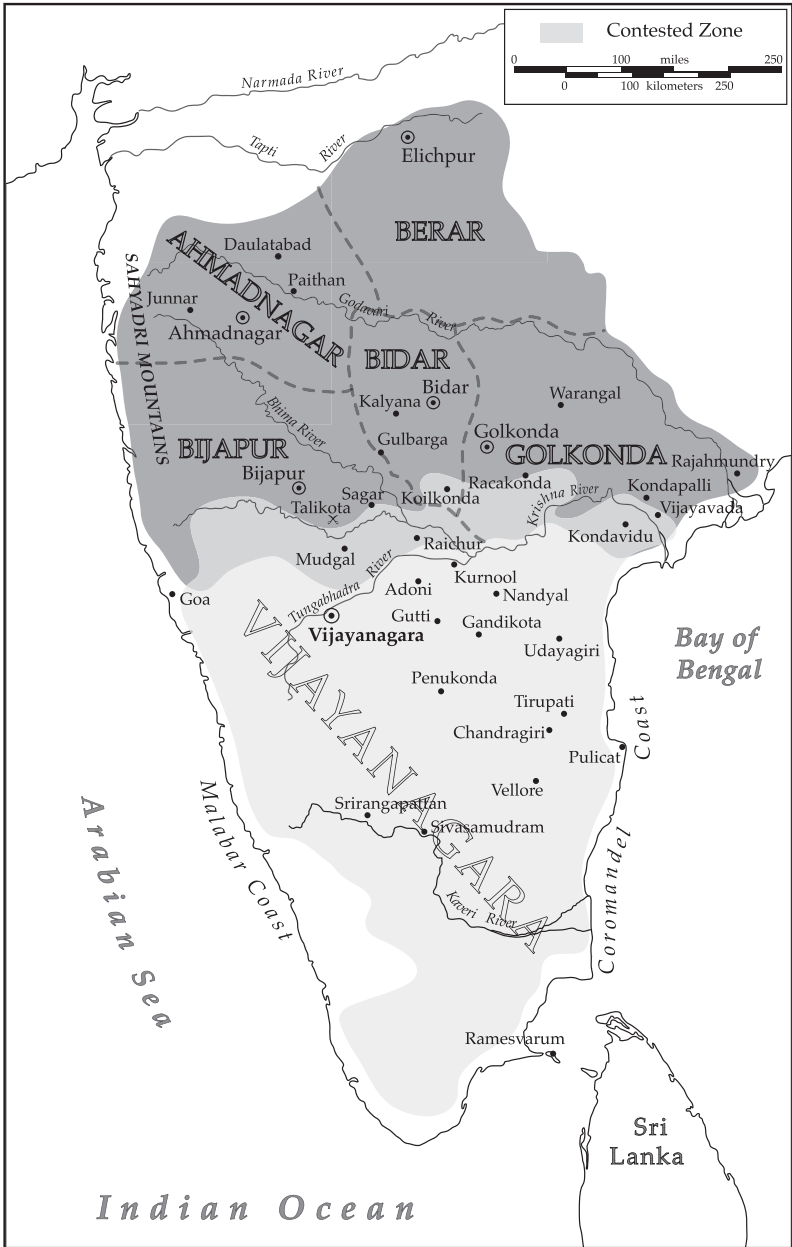 Contested Zone
0 100 miles 250
0 100 kilometers 250
Narmada River
Tapti River
Elichpur
BERAR
SAHYADRI MOUNTAINS
AHMADNAGAR
Daulatabad
Paithan
Junnar
Ahmadnagar
Godavari River
BIDAR
Bidar
Kalyana
Warangal
Bhima River
Gulbarga
Golkonda
GOLKONDA
BIJAPUR
Bijapur
Rajahmundry
Racakonda
Koilkonda
Sagar
Talikota
Krishna River
Kondapalli
Vijayavada
Kondavidu
Mudgal
Raichur
Goa
Tungabhadra River
Adoni
Kurnool
Nandyal
Vijayanagara
Gutti
Gandikota
Udayagiri
VIJAYANAGARA
Bay of
Bengal
Penukonda
Tirupati
Chandragiri
Pulicat
Vellore
Srirangapattan
Sivasamudram
Kaveri River
Coromandel Coast
Malabar Coast
Arabian Sea
Ramesvarum
Sri
Lanka
Indian Ocean